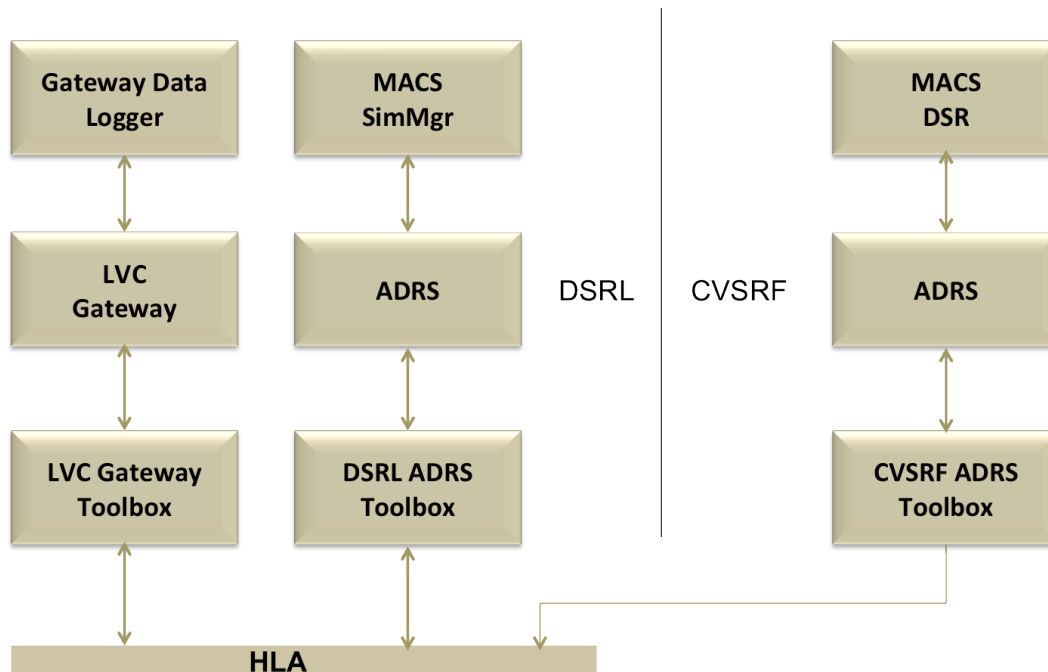 Gateway Data
Logger
MACS
SimMgr
MACS
DSR
LVC
Gateway
ADRS
DSRL
CVSRF
ADRS
LVC Gateway
Toolbox
DSRL ADRS
Toolbox
CVSRF ADRS
Toolbox
HLA